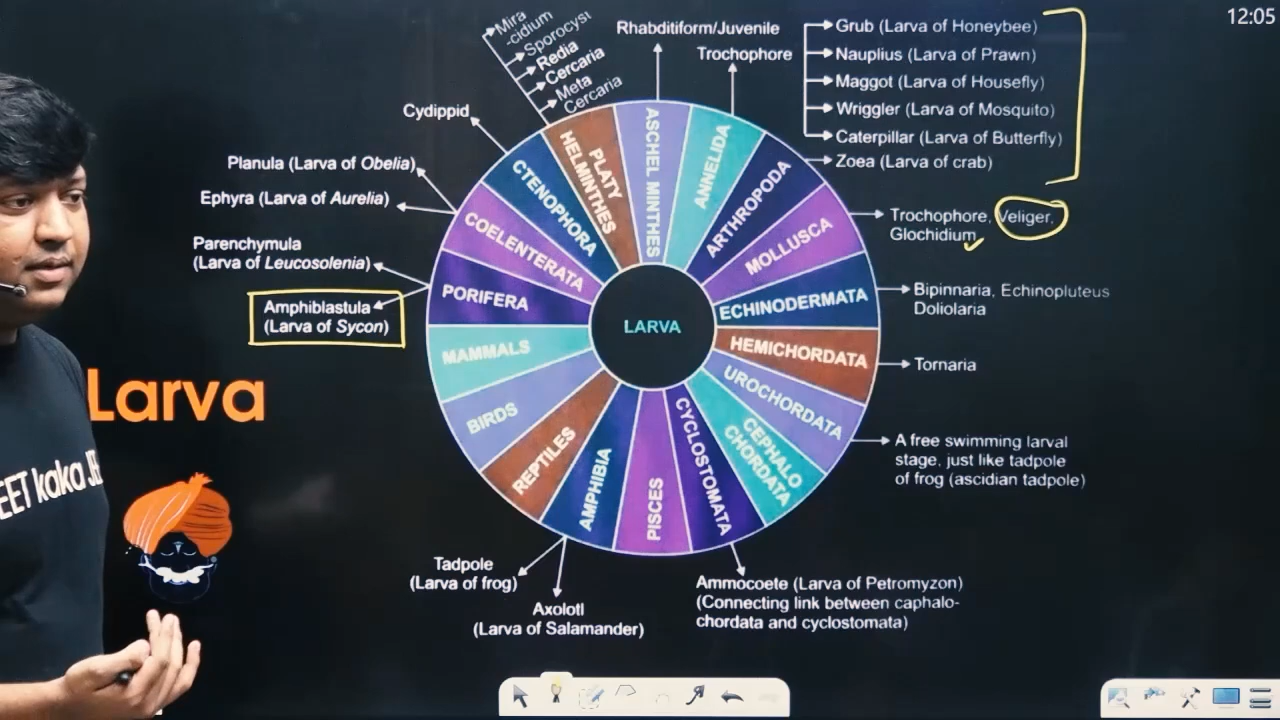 12:05
Mira
-cidium
Sporocyst
Redia
Cercaria
Meta
Cercaria
Rhabditiform/Juvenile
Trochophore
Grub (Larva of Honeybee)
Nauplius (Larva of Prawn)
Maggot (Larva of Housefly)
Wriggler (Larva of Mosquito)
Caterpillar (Larva of Butterfly)
Zoea (Larva of crab)
Cydippid
Planula (Larva of Obelia)
Ephyra (Larva of Aurelia)
Parenchymula
(Larva of Leucosolenia)
Amphiblastula
(Larva of Sycon)
Trochophore, Veliger,
Glochidium
Bipinnaria, Echinopluteus
Doliolaria
Tornaria
A free swimming larval
stage, just like tadpole
of frog (ascidian tadpole)
Ammocoete (Larva of Petromyzon)
(Connecting link between caphalo-
chordata and cyclostomata)
Axolotl
(Larva of Salamander)
Tadpole
(Larva of frog)
LARVA
PLATY
HELMINTHES
ASCHEL MINTHES
ANNELIDA
ARTHROPODA
MOLLUSCA
ECHINODERMATA
HEMICHORDATA
UROCHORDATA
CEPHALO
CHORDATA
CYCLOSTOMATA
PISCES
AMPHIBIA
REPTILES
BIRDS
MAMMALS
PORIFERA
COELENTERATA
CTENOPHORA
Larva
EET kaka JEE